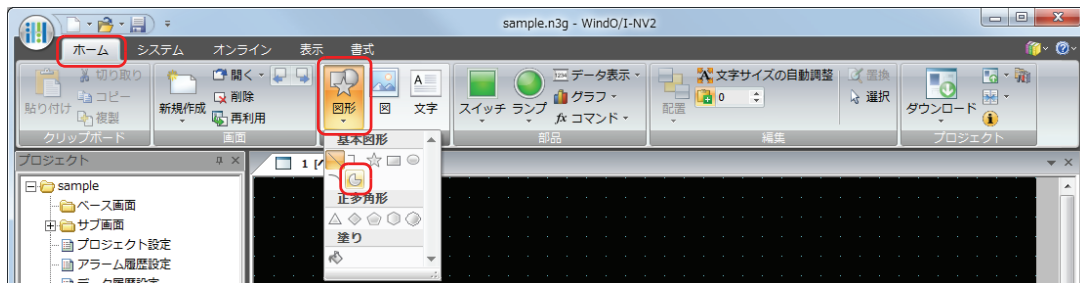 sample.n3g - WindO/I-NV2
ホーム システム オンライン 表示 書式
貼り付け 切り取り コピー 複製
クリップボード
新規作成 開く 削除 再利用
画面
図形 図 文字
スイッチ ランプ データ表示 グラフ fx コマンド
部品
配置 文字サイズの自動調整 0 置換 選択
編集
ダウンロード
プロジェクト
基本図形
正多角形
塗り
プロジェクト
sample
ベース画面
サブ画面
プロジェクト設定
アラーム履歴設定
データ履歴設定